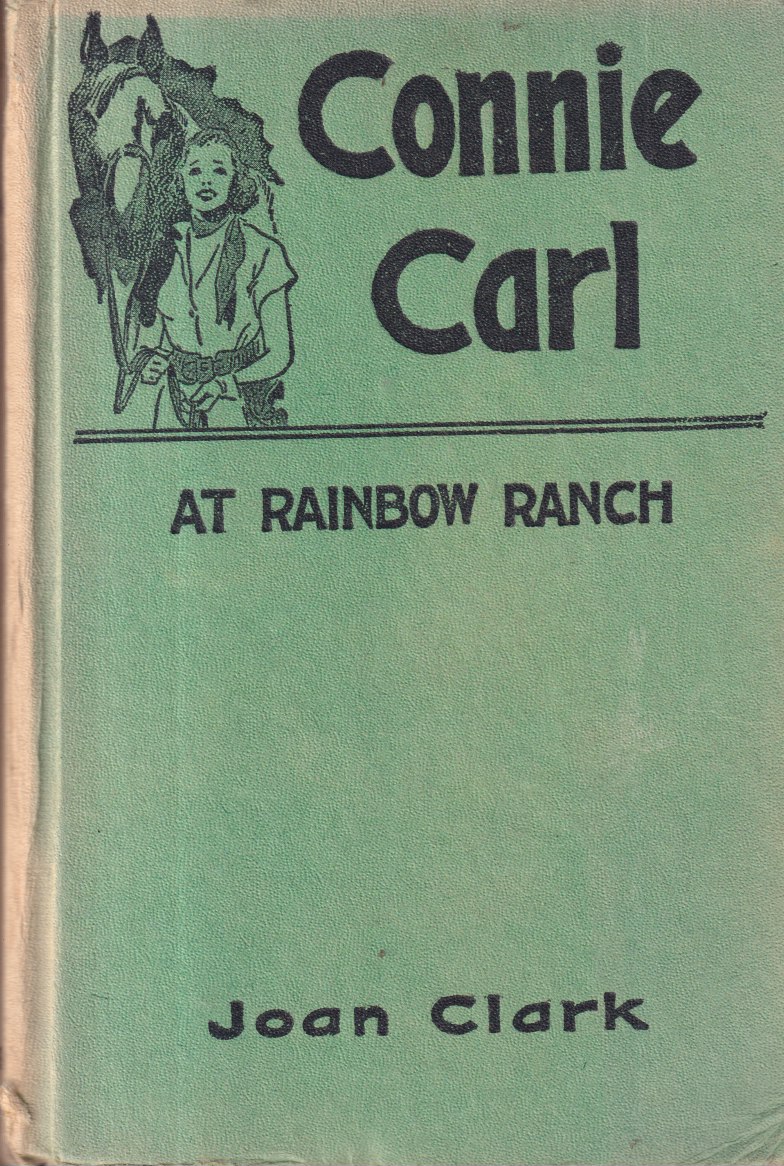 Connie
Carl
AT RAINBOW RANCH
Joan Clark